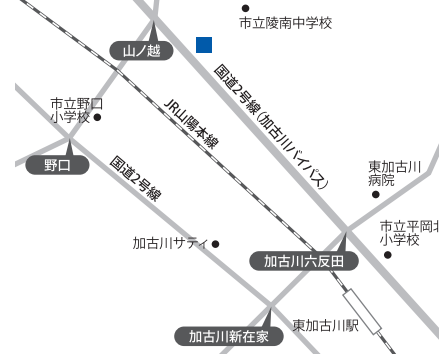 市立陵南中学校
山ノ越
国道2号線（加古川バイパス）
市立野口
小学校
JR山陽本線
野口
国道2号線
東加古川
病院
市立平岡北
小学校
加古川サティ
加古川六反田
東加古川駅
加古川新在家